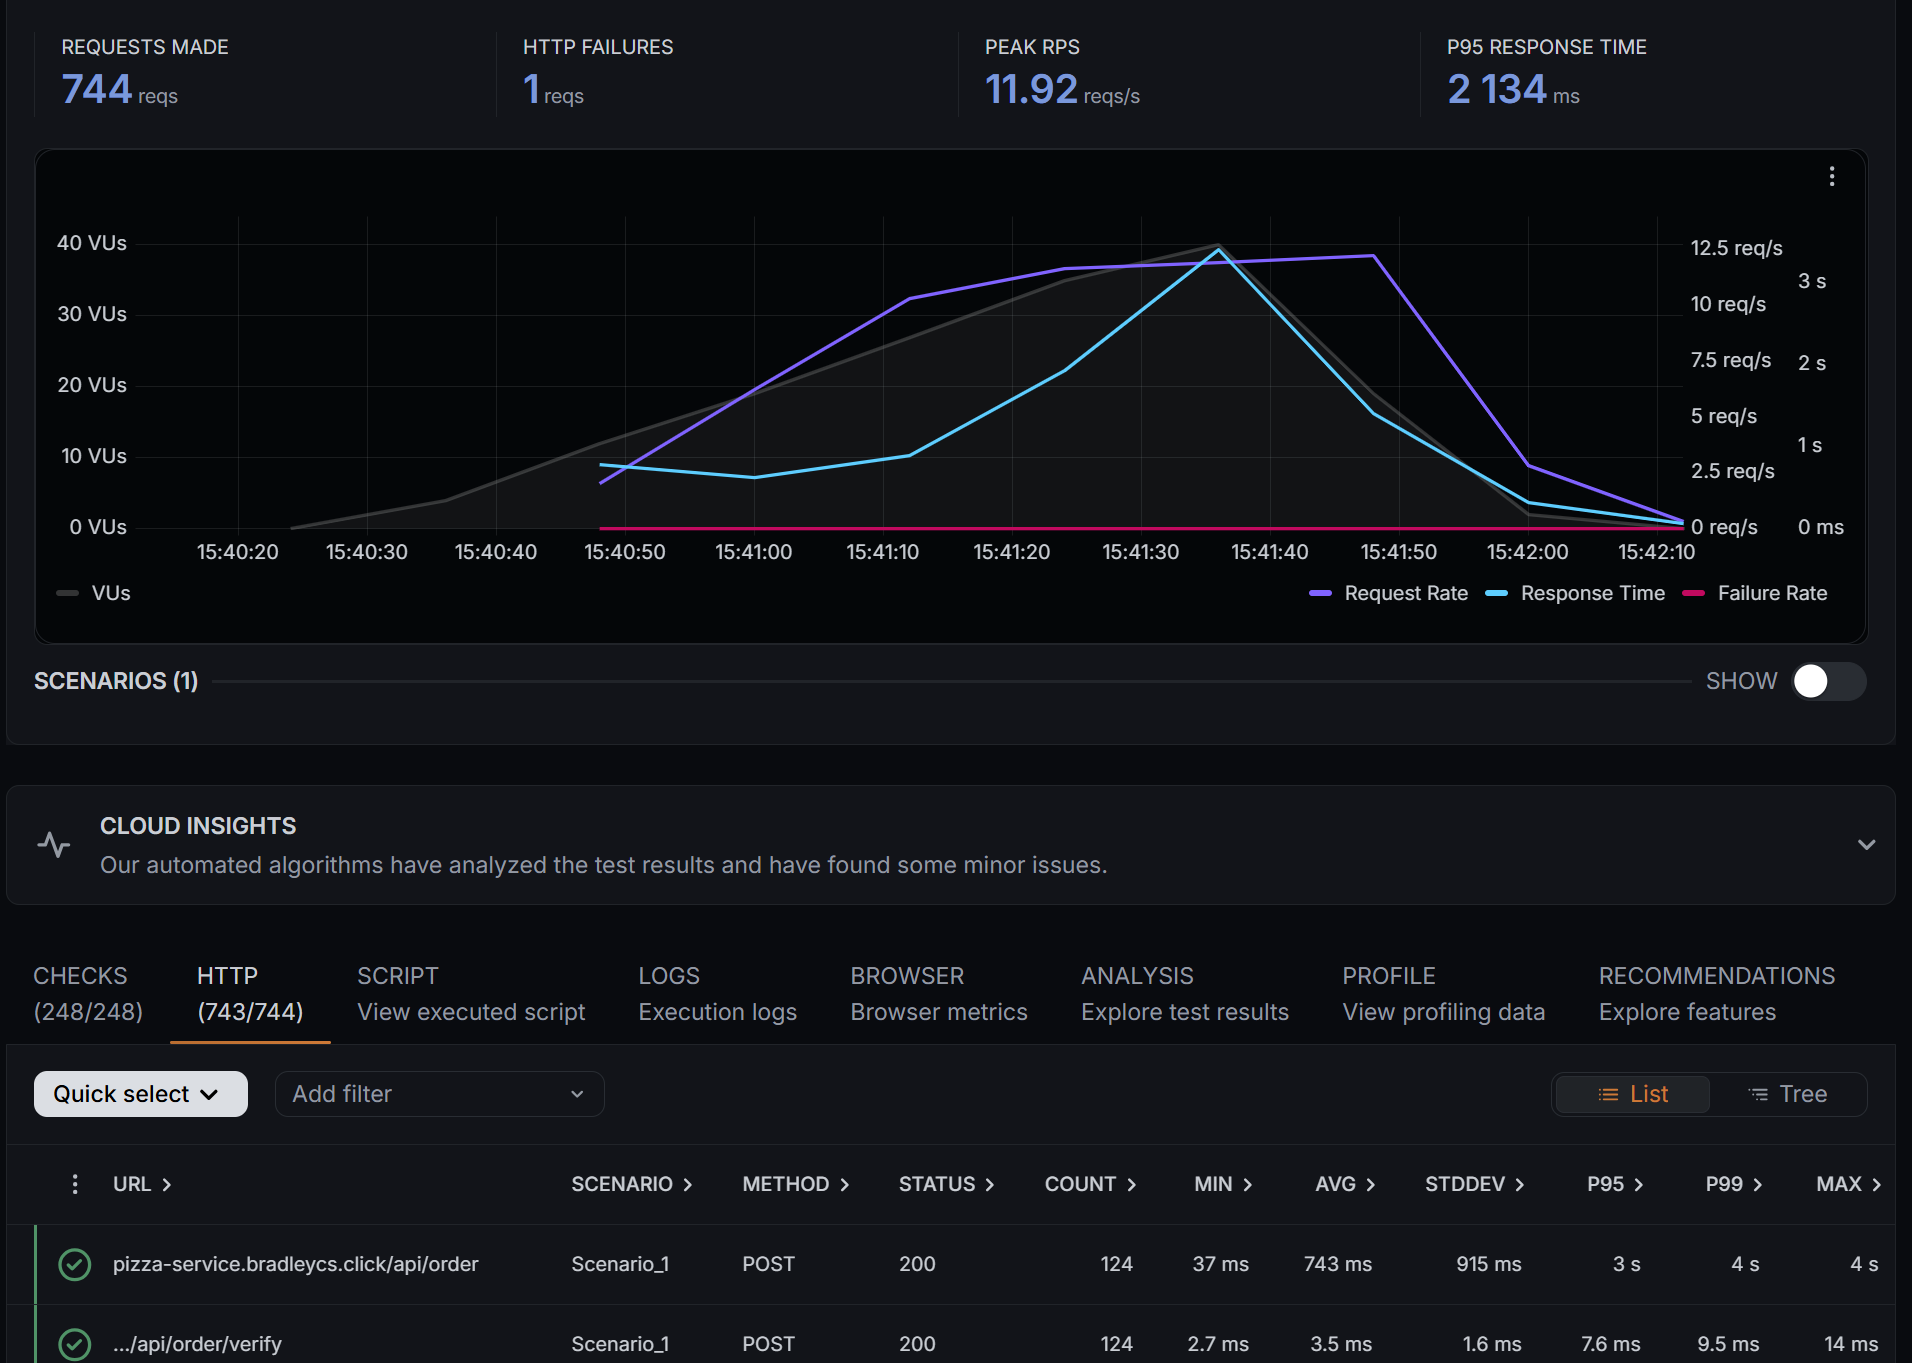 REQUESTS MADE
744 reqs
HTTP FAILURES
1 reqs
PEAK RPS
11.92 reqs/s
P95 RESPONSE TIME
2 134 ms
40 VUs
30 VUs
20 VUs
10 VUs
0 VUs
12.5 req/s
10 req/s
7.5 req/s
5 req/s
2.5 req/s
0 req/s
3 s
2 s
1 s
0 ms
15:40:20 15:40:30 15:40:40 15:40:50 15:41:00 15:41:10 15:41:20 15:41:30 15:41:40 15:41:50 15:42:00 15:42:10
VUs
Request Rate Response Time Failure Rate
SCENARIOS (1)
SHOW
CLOUD INSIGHTS
Our automated algorithms have analyzed the test results and have found some minor issues.
CHECKS
(248/248)
HTTP
(743/744)
SCRIPT
View executed script
LOGS
Execution logs
BROWSER
Browser metrics
ANALYSIS
Explore test results
PROFILE
View profiling data
RECOMMENDATIONS
Explore features
Quick select
Add filter
List
Tree
URL SCENARIO METHOD STATUS COUNT MIN AVG STDDEV P95 P99 MAX
pizza-service.bradleycs.click/api/order Scenario_1 POST 200 124 37 ms 743 ms 915 ms 3 s 4 s 4 s
.../api/order/verify Scenario_1 POST 200 124 2.7 ms 3.5 ms 1.6 ms 7.6 ms 9.5 ms 14 ms